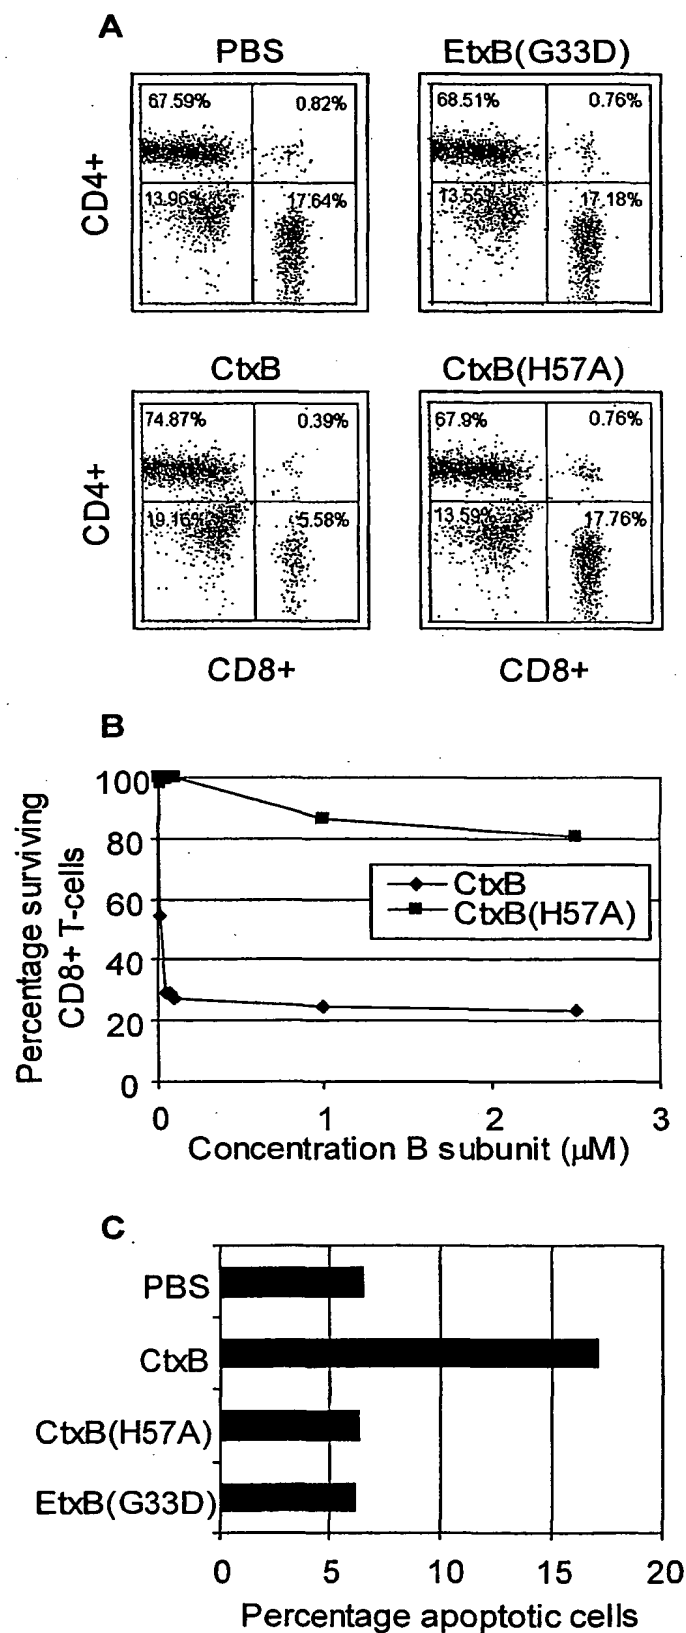 A
PBS
EtxB(G33D)
67.59%
0.82%
68.51%
0.76%
CD4+
13.96%
17.64%
13.55%
17.18%
CtxB
CtxB(H57A)
74.87%
0.39%
67.9%
0.76%
CD4+
19.16%
5.58%
13.59%
17.76%
CD8+
CD8+
B
Percentage surviving
CD8+ T-cells
100
80
60
40
20
0
CtxB
CtxB(H57A)
0
1
2
3
Concentration B subunit (µM)
C
PBS
CtxB
CtxB(H57A)
EtxB(G33D)
0
5
10
15
20
Percentage apoptotic cells